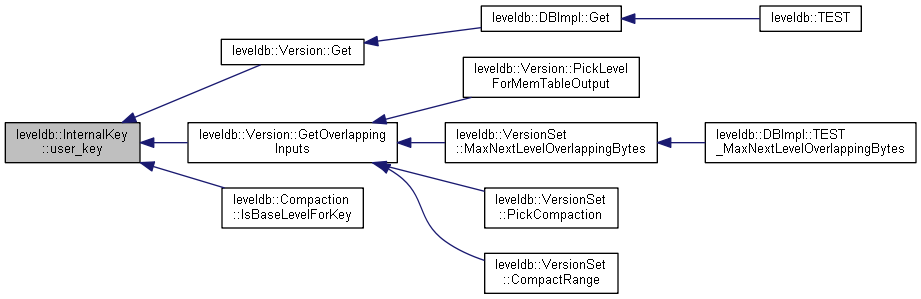 leveldb::InternalKey
::user_key
leveldb::Version::Get
leveldb::DBImpl::Get
leveldb::TEST
leveldb::Version::GetOverlapping
Inputs
leveldb::Version::PickLevel
ForMemTableOutput
leveldb::VersionSet
::MaxNextLevelOverlappingBytes
leveldb::DBImpl::TEST
_MaxNextLevelOverlappingBytes
leveldb::VersionSet
::PickCompaction
leveldb::VersionSet
::CompactRange
leveldb::Compaction
::IsBaseLevelForKey